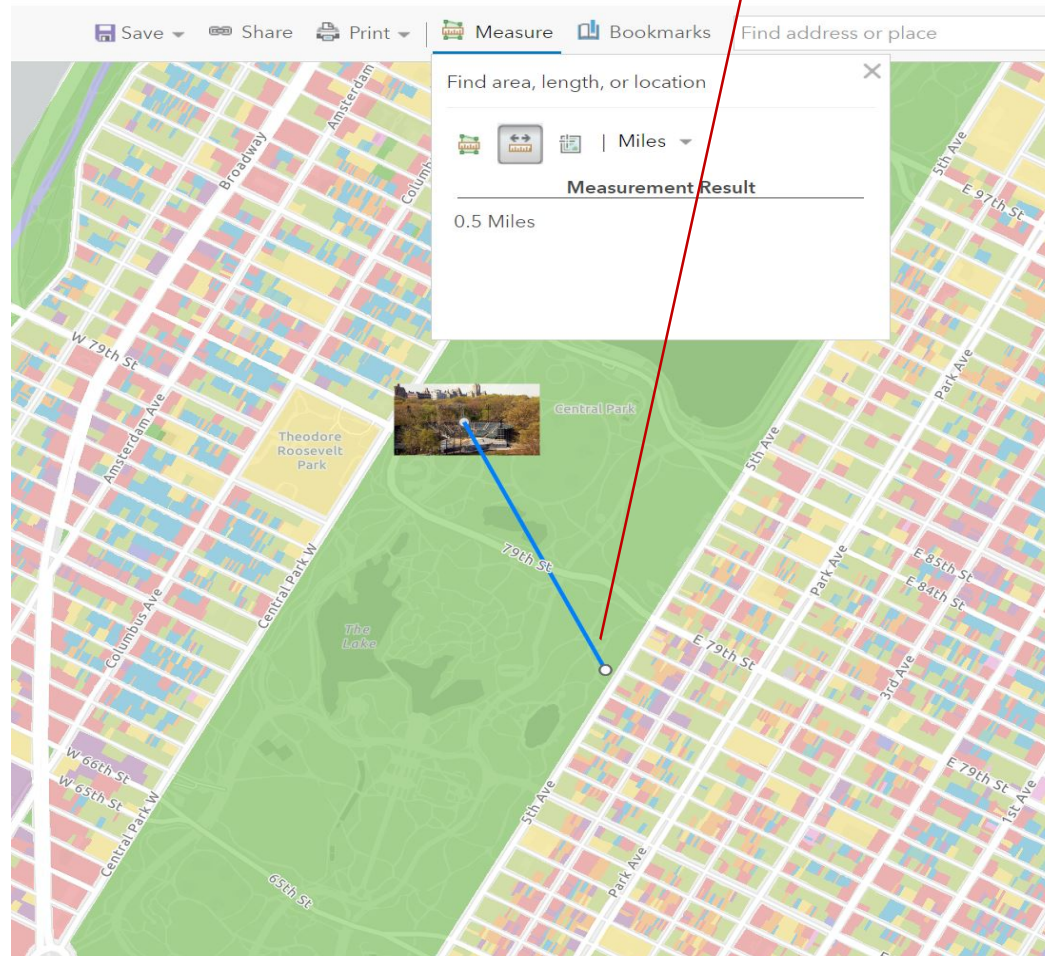 Save Share Print Measure Bookmarks Find address or place
Find area, length, or location
Miles
Measurement Result
0.5 Miles
Amsterdam
Broadway
Columb
5th Ave
E 97th St
W 79th St
Park Ave
Amsterdam Ave
Central Park
Theodore
Roosevelt
Park
5th Ave
79th St
Park Ave
E 85th St
E 84th St
Central Park W
Columbus Ave
The
Lake
E 79th St
3rd Ave
W 66th St
W 65th St
Central Park W
E 79th St
1st Ave
5th Ave
65th St
Park Ave